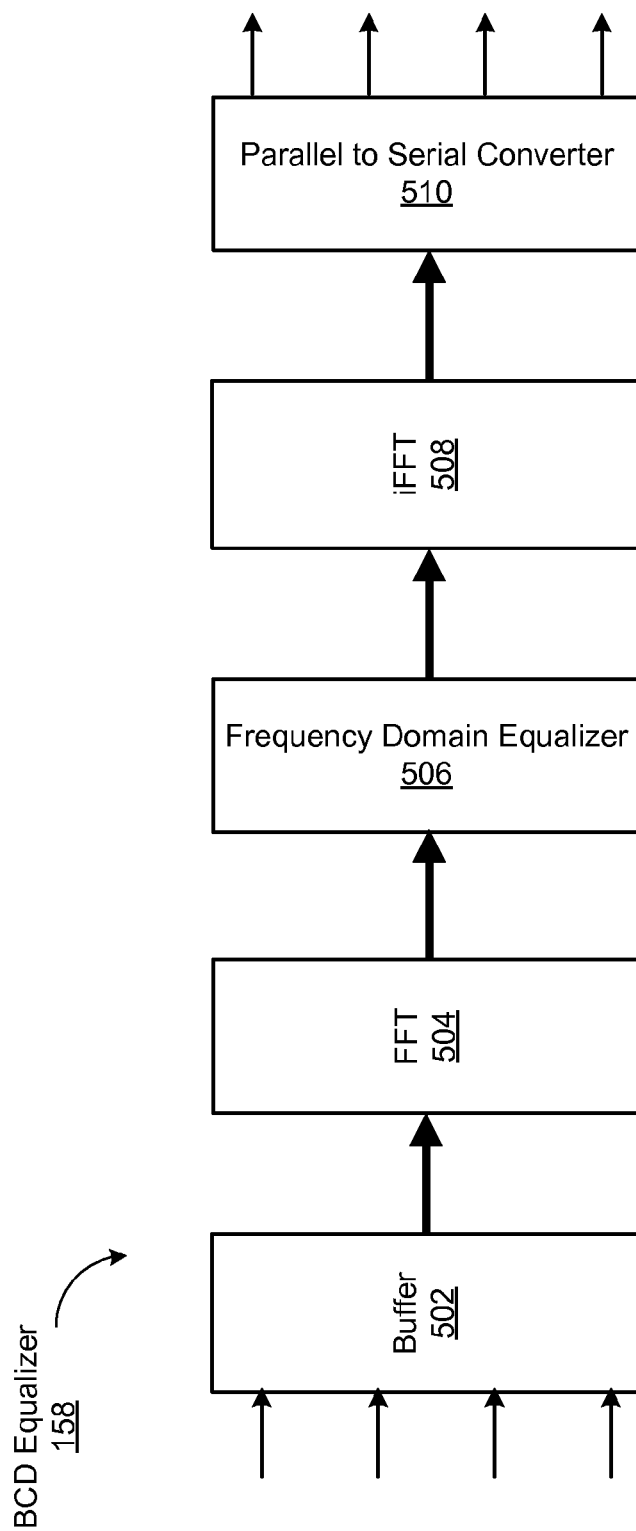 BCD Equalizer
158
Buffer
502
FFT
504
Frequency Domain Equalizer
506
iFFT
508
Parallel to Serial Converter
510